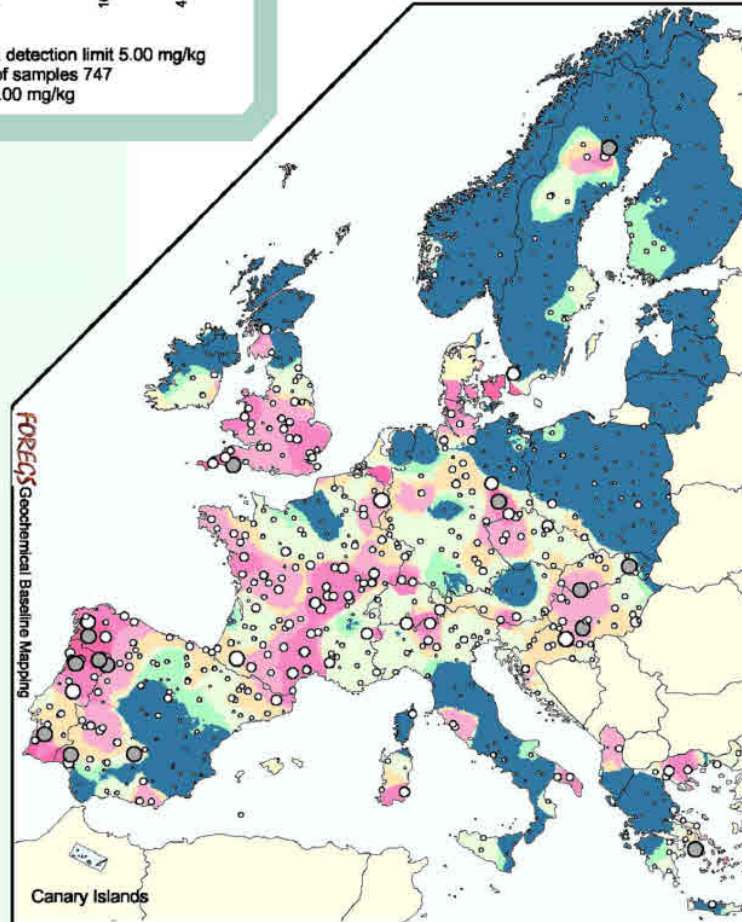 detection limit 5.00 mg/kg
of samples 747
.00 mg/kg
FOREGS Geochemical Baseline Mapping
Canary Islands